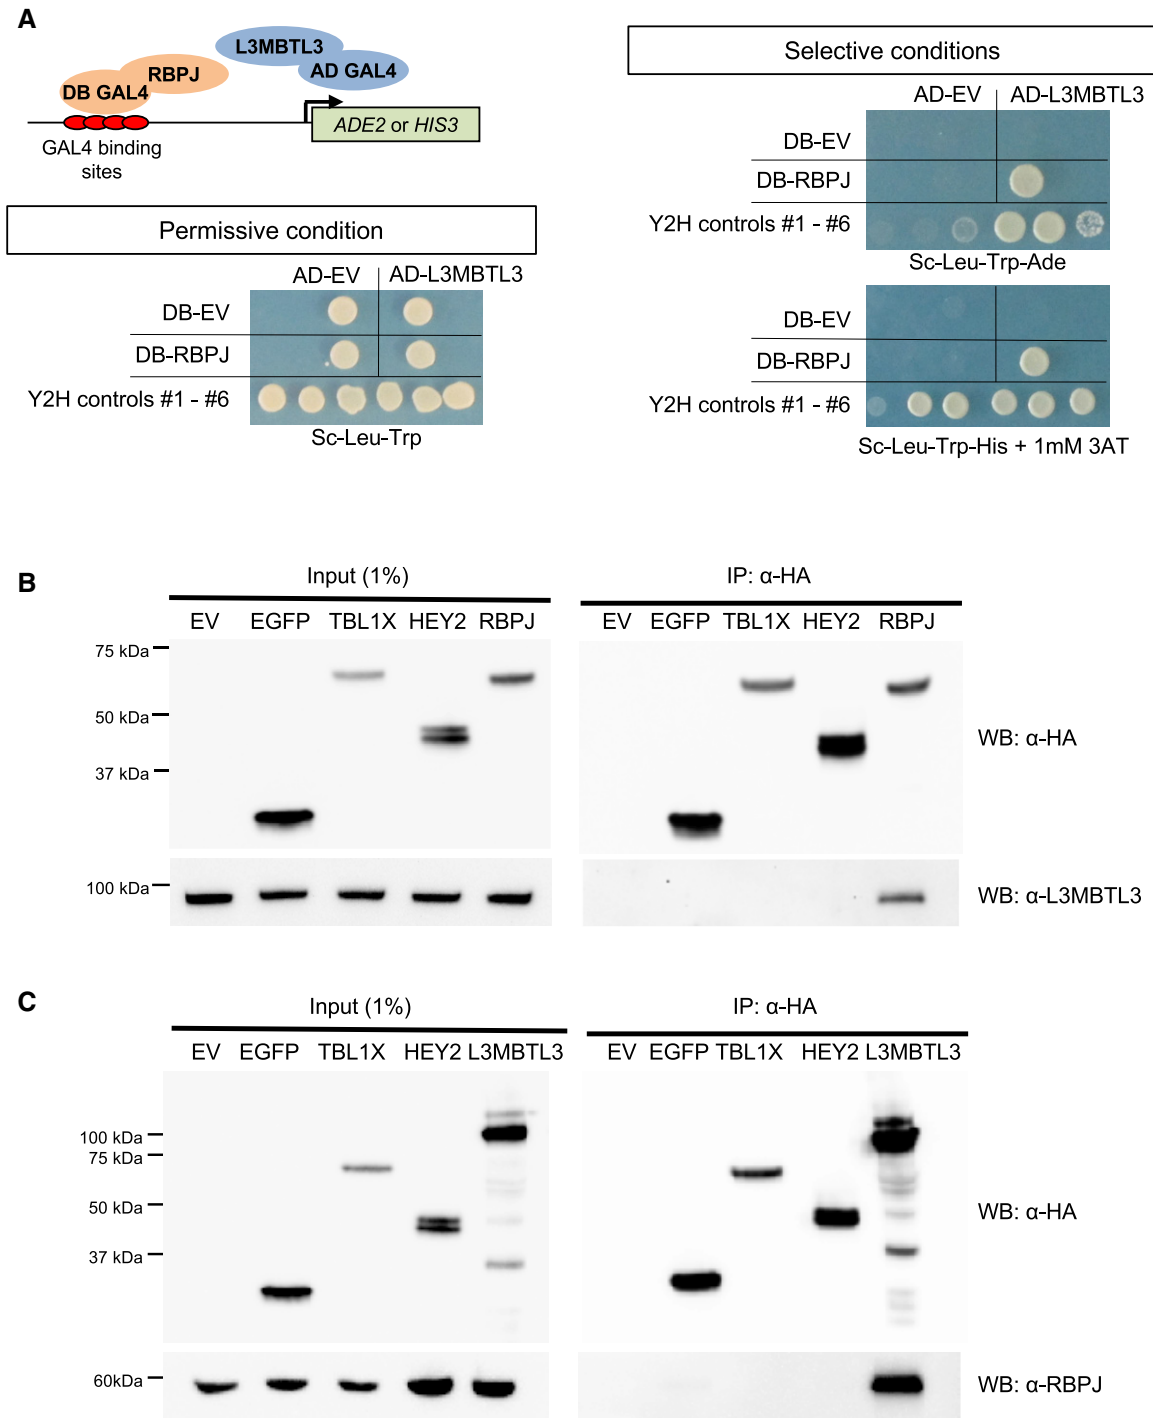 A
L3MBTL3
RBPJ
AD GAL4
DB GAL4
ADE2 or HIS3
GAL4 binding
sites
Permissive condition
AD-EV AD-L3MBTL3
DB-EV
DB-RBPJ
Y2H controls #1 - #6
Sc-Leu-Trp
Selective conditions
AD-EV AD-L3MBTL3
DB-EV
DB-RBPJ
Y2H controls #1 - #6
Sc-Leu-Trp-Ade
DB-EV
DB-RBPJ
Y2H controls #1 - #6
Sc-Leu-Trp-His + 1mM 3AT
B
Input (1%)
IP: α-HA
EV EGFP TBL1X HEY2 RBPJ
EV EGFP TBL1X HEY2 RBPJ
75 kDa
50 kDa
37 kDa
WB: α-HA
100 kDa
WB: α-L3MBTL3
C
Input (1%)
IP: α-HA
EV EGFP TBL1X HEY2 L3MBTL3
EV EGFP TBL1X HEY2 L3MBTL3
100 kDa
75 kDa
50 kDa
37 kDa
WB: α-HA
60kDa
WB: α-RBPJ